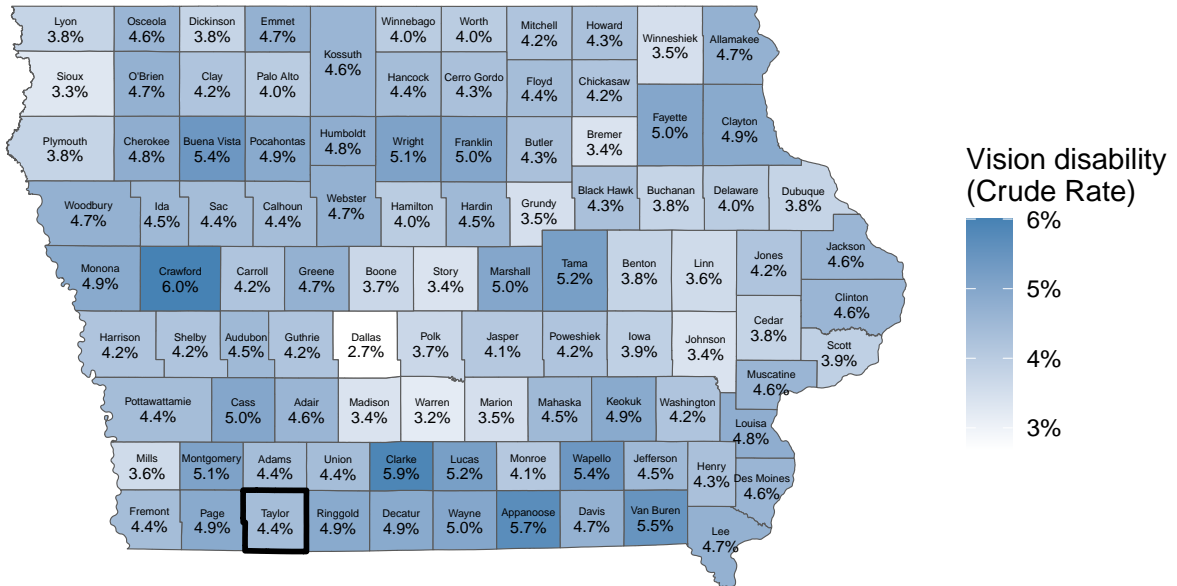 Lyon
3.8%
Osceola
4.6%
Dickinson
3.8%
Emmet
4.7%
Kossuth
4.6%
Winnebago
4.0%
Worth
4.0%
Mitchell
4.2%
Howard
4.3%
Winneshiek
3.5%
Allamakee
4.7%
Sioux
3.3%
O'Brien
4.7%
Clay
4.2%
Palo Alto
4.0%
Hancock
4.4%
Cerro Gordo
4.3%
Floyd
4.4%
Chickasaw
4.2%
Fayette
5.0%
Clayton
4.9%
Plymouth
3.8%
Cherokee
4.8%
Buena Vista
5.4%
Pocahontas
4.9%
Humboldt
4.8%
Wright
5.1%
Franklin
5.0%
Butler
4.3%
Bremer
3.4%
Woodbury
4.7%
Ida
4.5%
Sac
4.4%
Calhoun
4.4%
Webster
4.7%
Hamilton
4.0%
Hardin
4.5%
Grundy
3.5%
Black Hawk
4.3%
Buchanan
3.8%
Delaware
4.0%
Dubuque
3.8%
Monona
4.9%
Crawford
6.0%
Carroll
4.2%
Greene
4.7%
Boone
3.7%
Story
3.4%
Marshall
5.0%
Tama
5.2%
Benton
3.8%
Linn
3.6%
Jones
4.2%
Jackson
4.6%
Clinton
4.6%
Harrison
4.2%
Shelby
4.2%
Audubon
4.5%
Guthrie
4.2%
Dallas
2.7%
Polk
3.7%
Jasper
4.1%
Poweshiek
4.2%
Iowa
3.9%
Johnson
3.4%
Cedar
3.8%
Scott
3.9%
Muscatine
4.6%
Pottawattamie
4.4%
Cass
5.0%
Adair
4.6%
Madison
3.4%
Warren
3.2%
Marion
3.5%
Mahaska
4.5%
Keokuk
4.9%
Washington
4.2%
Louisa
4.8%
Mills
3.6%
Montgomery
5.1%
Adams
4.4%
Union
4.4%
Clarke
5.9%
Lucas
5.2%
Monroe
4.1%
Wapello
5.4%
Jefferson
4.5%
Henry
4.3%
Des Moines
4.6%
Fremont
4.4%
Page
4.9%
Taylor
4.4%
Ringgold
4.9%
Decatur
4.9%
Wayne
5.0%
Appanoose
5.7%
Davis
4.7%
Van Buren
5.5%
Lee
4.7%
Vision disability
(Crude Rate)
6%
5%
4%
3%